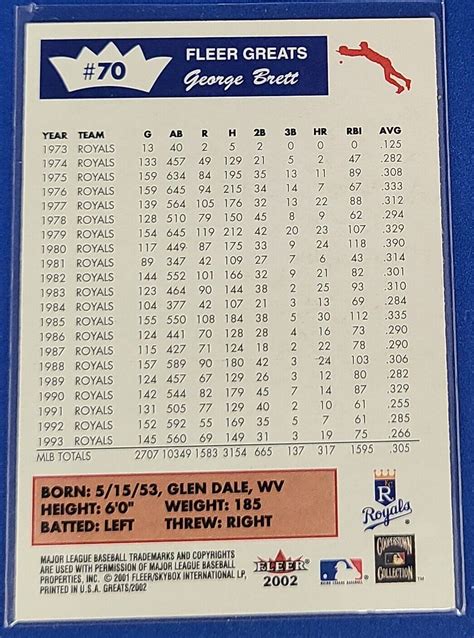 #70
FLEER GREATS
George Brett
YEAR TEAM G AB R H 2B 3B HR RBI AVG
1973 ROYALS 13 40 2 5 2 0 0 0 .125
1974 ROYALS 133 457 49 129 21 5 2 47 .282
1975 ROYALS 159 634 84 195 35 13 11 89 .308
1976 ROYALS 159 645 94 215 34 14 7 67 .333
1977 ROYALS 139 564 105 176 32 13 22 88 .312
1978 ROYALS 128 510 79 150 45 8 9 62 .294
1979 ROYALS 154 645 119 212 42 20 23 107 .329
1980 ROYALS 117 449 87 175 33 9 24 118 .390
1981 ROYALS 89 347 42 109 27 7 6 43 .314
1982 ROYALS 144 552 101 166 32 9 21 82 .301
1983 ROYALS 123 464 90 144 38 2 25 93 .310
1984 ROYALS 104 377 42 107 21 3 13 69 .284
1985 ROYALS 155 550 108 184 38 5 30 112 .335
1986 ROYALS 124 441 70 128 28 4 16 73 .290
1987 ROYALS 115 427 71 124 18 2 22 78 .290
1988 ROYALS 157 589 90 180 42 3 24 103 .306
1989 ROYALS 124 457 67 129 26 3 12 80 .282
1990 ROYALS 142 544 82 179 45 7 14 87 .329
1991 ROYALS 131 505 77 129 40 2 10 61 .255
1992 ROYALS 152 592 55 169 35 5 7 61 .285
1993 ROYALS 145 560 69 149 31 3 19 75 .266
MLB TOTALS 2707 10349 1583 3154 665 137 317 1595 .305
BORN: 5/15/53, GLEN DALE, WV
HEIGHT: 6'0" WEIGHT: 185
BATTED: LEFT THREW: RIGHT
KC
Royals
MAJOR LEAGUE BASEBALL TRADEMARKS AND COPYRIGHTS
ARE USED WITH PERMISSION OF MAJOR LEAGUE BASEBALL
PROPERTIES, INC. © 2001 FLEER/SKYBOX INTERNATIONAL LP,
PRINTED IN U.S.A. GREATS/2002
FLEER
2002
MAJOR LEAGUE BASEBALL
COOPERSTOWN
COLLECTION
TM